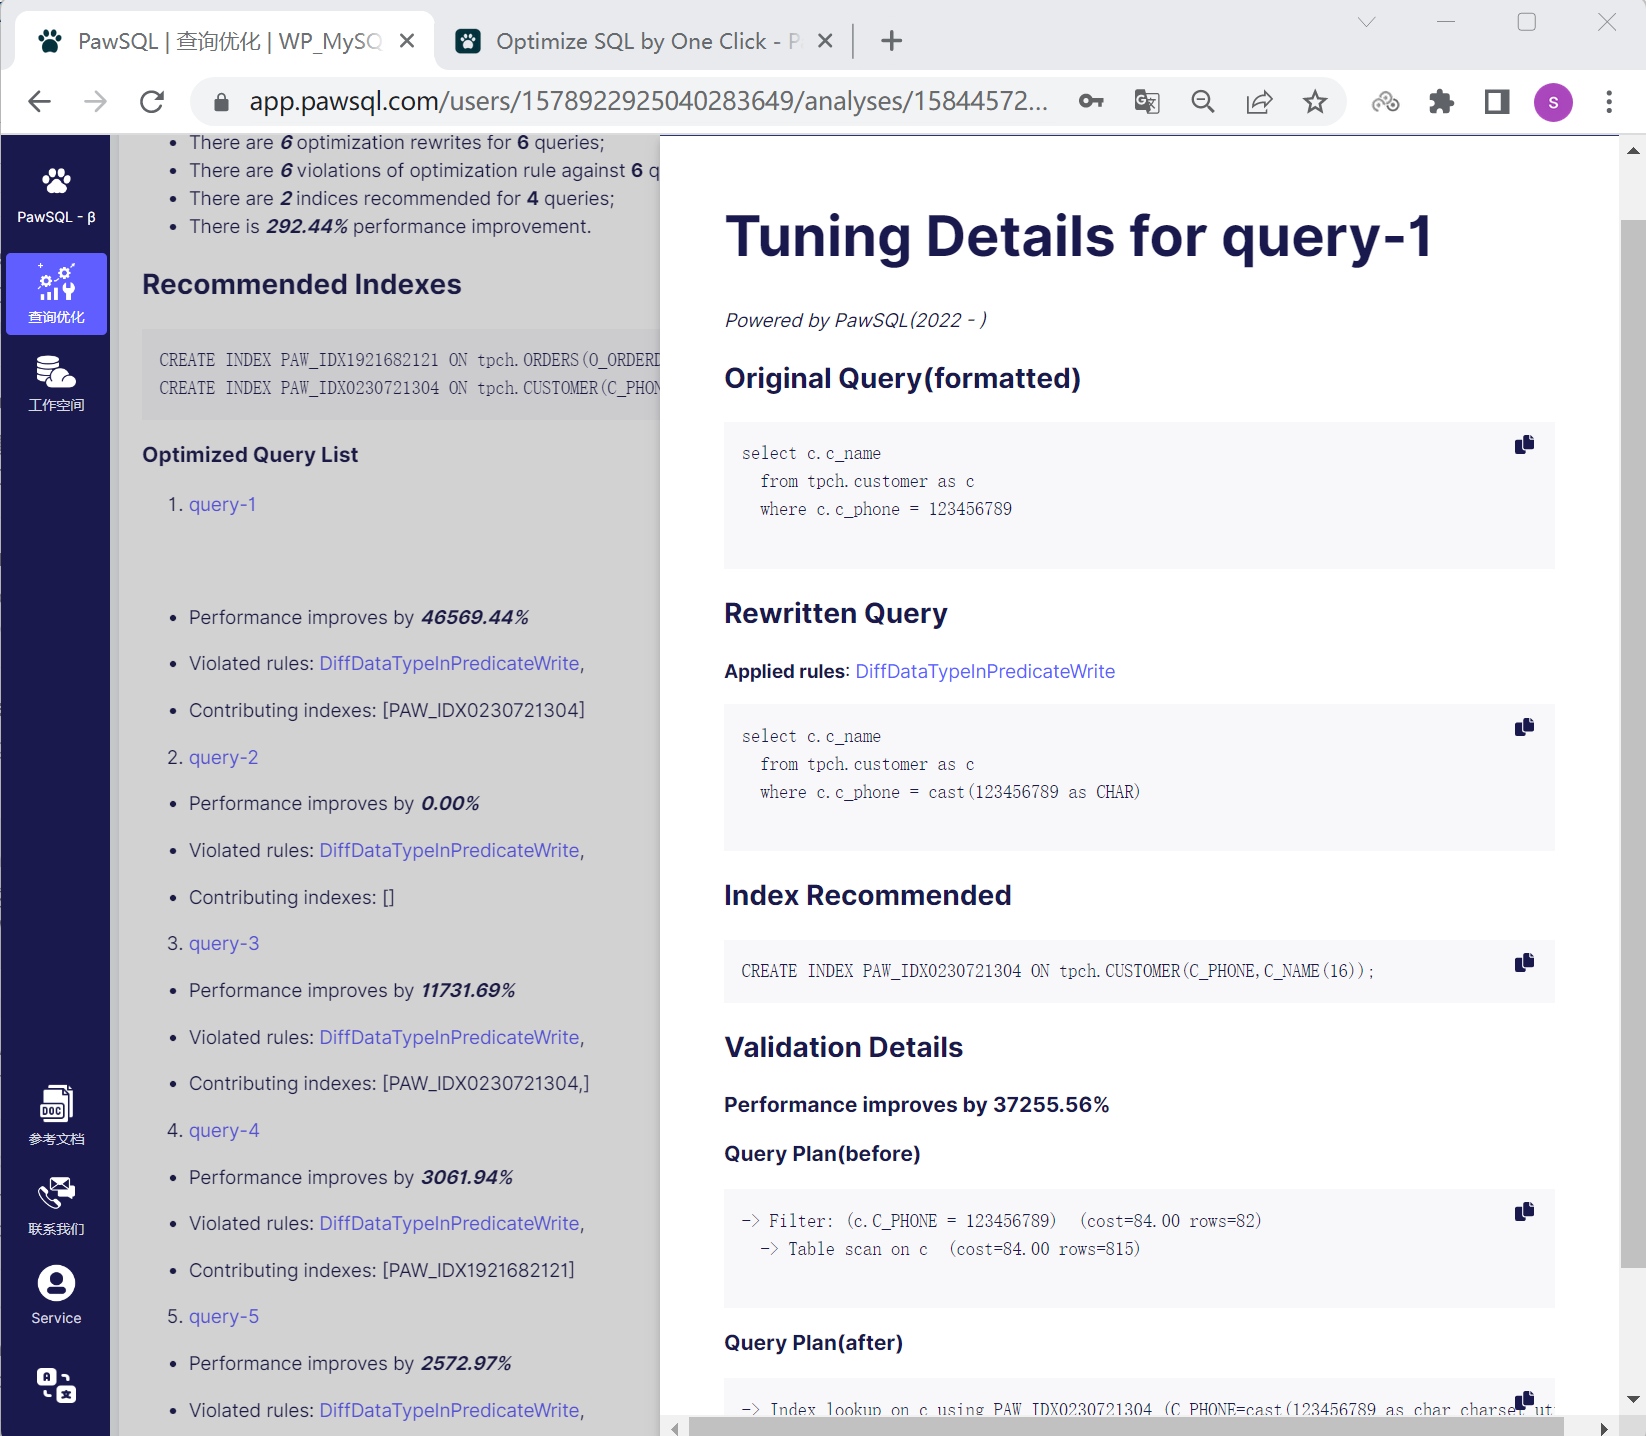 PawSQL | 查询优化 | WP_MySQ
Optimize SQL by One Click - P
app.pawsql.com/users/1578922925040283649/analyses/15844572...
S
PawSQL - β
查询优化
工作空间
DOC
参考文档
联系我们
Service
A
There are 6 optimization rewrites for 6 queries;
There are 6 violations of optimization rule against 6 q
There are 2 indices recommended for 4 queries;
There is 292.44% performance improvement.
Recommended Indexes
CREATE INDEX PAW_IDX1921682121 ON tpch.ORDERS(O_ORDERD
CREATE INDEX PAW_IDX0230721304 ON tpch.CUSTOMER(C_PHON
Optimized Query List
1. query-1
Performance improves by 46569.44%
Violated rules: DiffDataTypeInPredicateWrite,
Contributing indexes: [PAW_IDX0230721304]
2. query-2
Performance improves by 0.00%
Violated rules: DiffDataTypeInPredicateWrite,
Contributing indexes: []
3. query-3
Performance improves by 11731.69%
Violated rules: DiffDataTypeInPredicateWrite,
Contributing indexes: [PAW_IDX0230721304,]
4. query-4
Performance improves by 3061.94%
Violated rules: DiffDataTypeInPredicateWrite,
Contributing indexes: [PAW_IDX1921682121]
5. query-5
Performance improves by 2572.97%
Violated rules: DiffDataTypeInPredicateWrite,
Tuning Details for query-1
Powered by PawSQL(2022 - )
Original Query(formatted)
select c.c_name
from tpch.customer as c
where c.c_phone = 123456789
Rewritten Query
Applied rules: DiffDataTypeInPredicateWrite
select c.c_name
from tpch.customer as c
where c.c_phone = cast(123456789 as CHAR)
Index Recommended
CREATE INDEX PAW_IDX0230721304 ON tpch.CUSTOMER(C_PHONE,C_NAME(16));
Validation Details
Performance improves by 37255.56%
Query Plan(before)
-> Filter: (c.C_PHONE = 123456789)  (cost=84.00 rows=82)
-> Table scan on c  (cost=84.00 rows=815)
Query Plan(after)
-> Index lookup on c using PAW_IDX0230721304 (C_PHONE=cast(123456789 as char charset ut